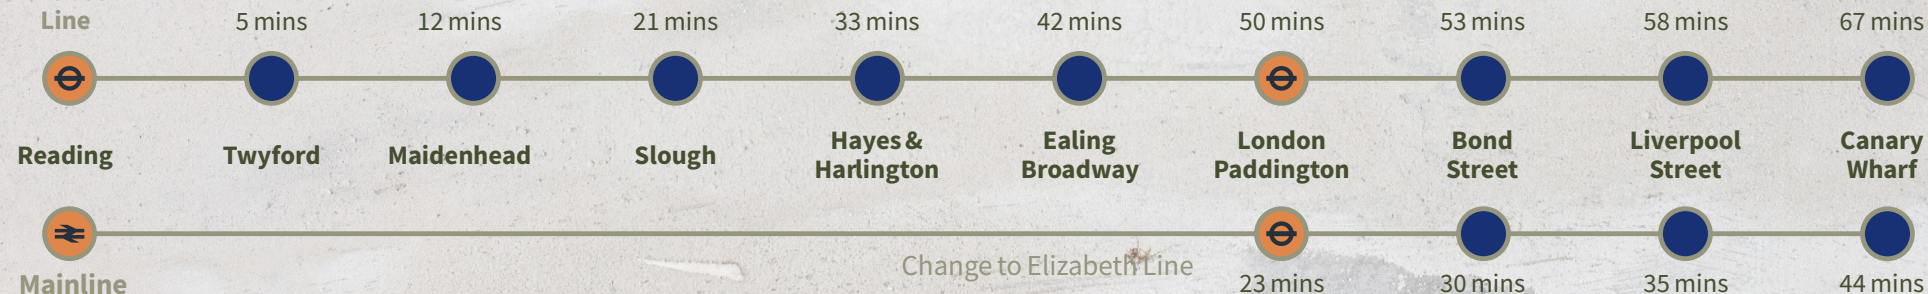 Line
5 mins
12 mins
21 mins
33 mins
42 mins
50 mins
53 mins
58 mins
67 mins
Reading
Twyford
Maidenhead
Slough
Hayes &
Harlington
Ealing
Broadway
London
Paddington
Bond
Street
Liverpool
Street
Canary
Wharf
Mainline
Change to Elizabeth Line
23 mins
30 mins
35 mins
44 mins